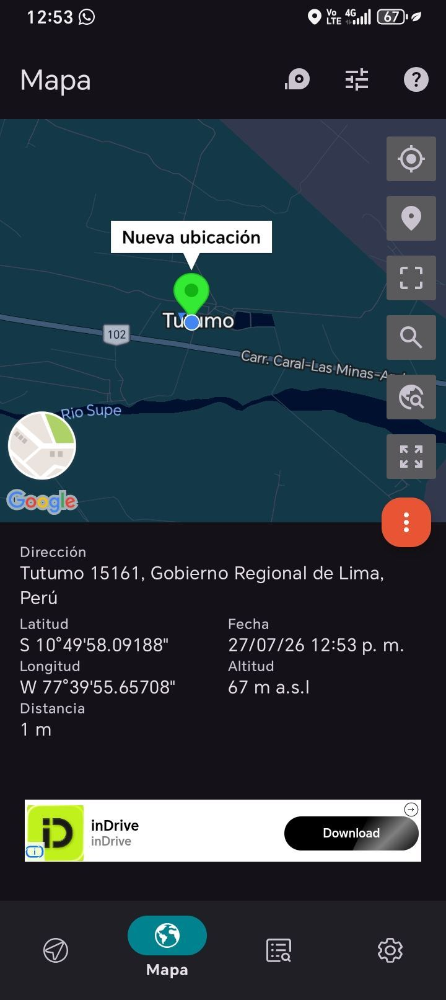 12:53
Vo LTE 4G 67
Mapa
Nueva ubicación
Tutumo
102
Carr. Caral-Las Minas-A
Rio Supe
Google
Dirección
Tutumo 15161, Gobierno Regional de Lima,
Perú
Latitud Fecha
S 10°49'58.09188" 27/07/26 12:53 p. m.
Longitud Altitud
W 77°39'55.65708" 67 m a.s.l
Distancia
1 m
inDrive
inDrive
Download
Mapa